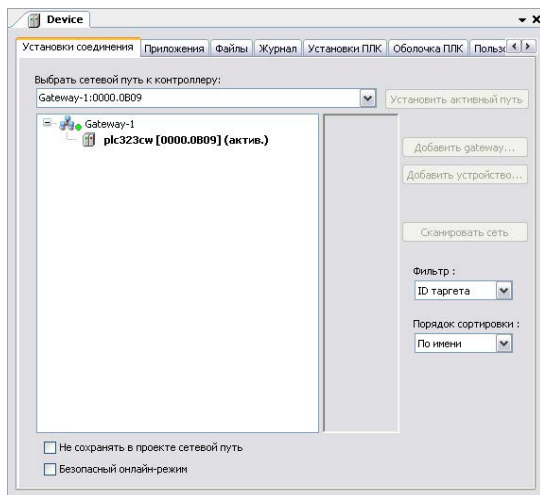 Device
Установки соединения Приложения Файлы Журнал Установки ПЛК Оболочка ПЛК Польз
Выбрать сетевой путь к контроллеру:
Gateway-1:0000.0B09 Установить активный путь
Gateway-1
plc323cw [0000.0B09] (актив.)
Добавить gateway...
Добавить устройство...
Сканировать сеть
Фильтр :
ID таргета
Порядок сортировки :
По имени
Не сохранять в проекте сетевой путь
Безопасный онлайн-режим